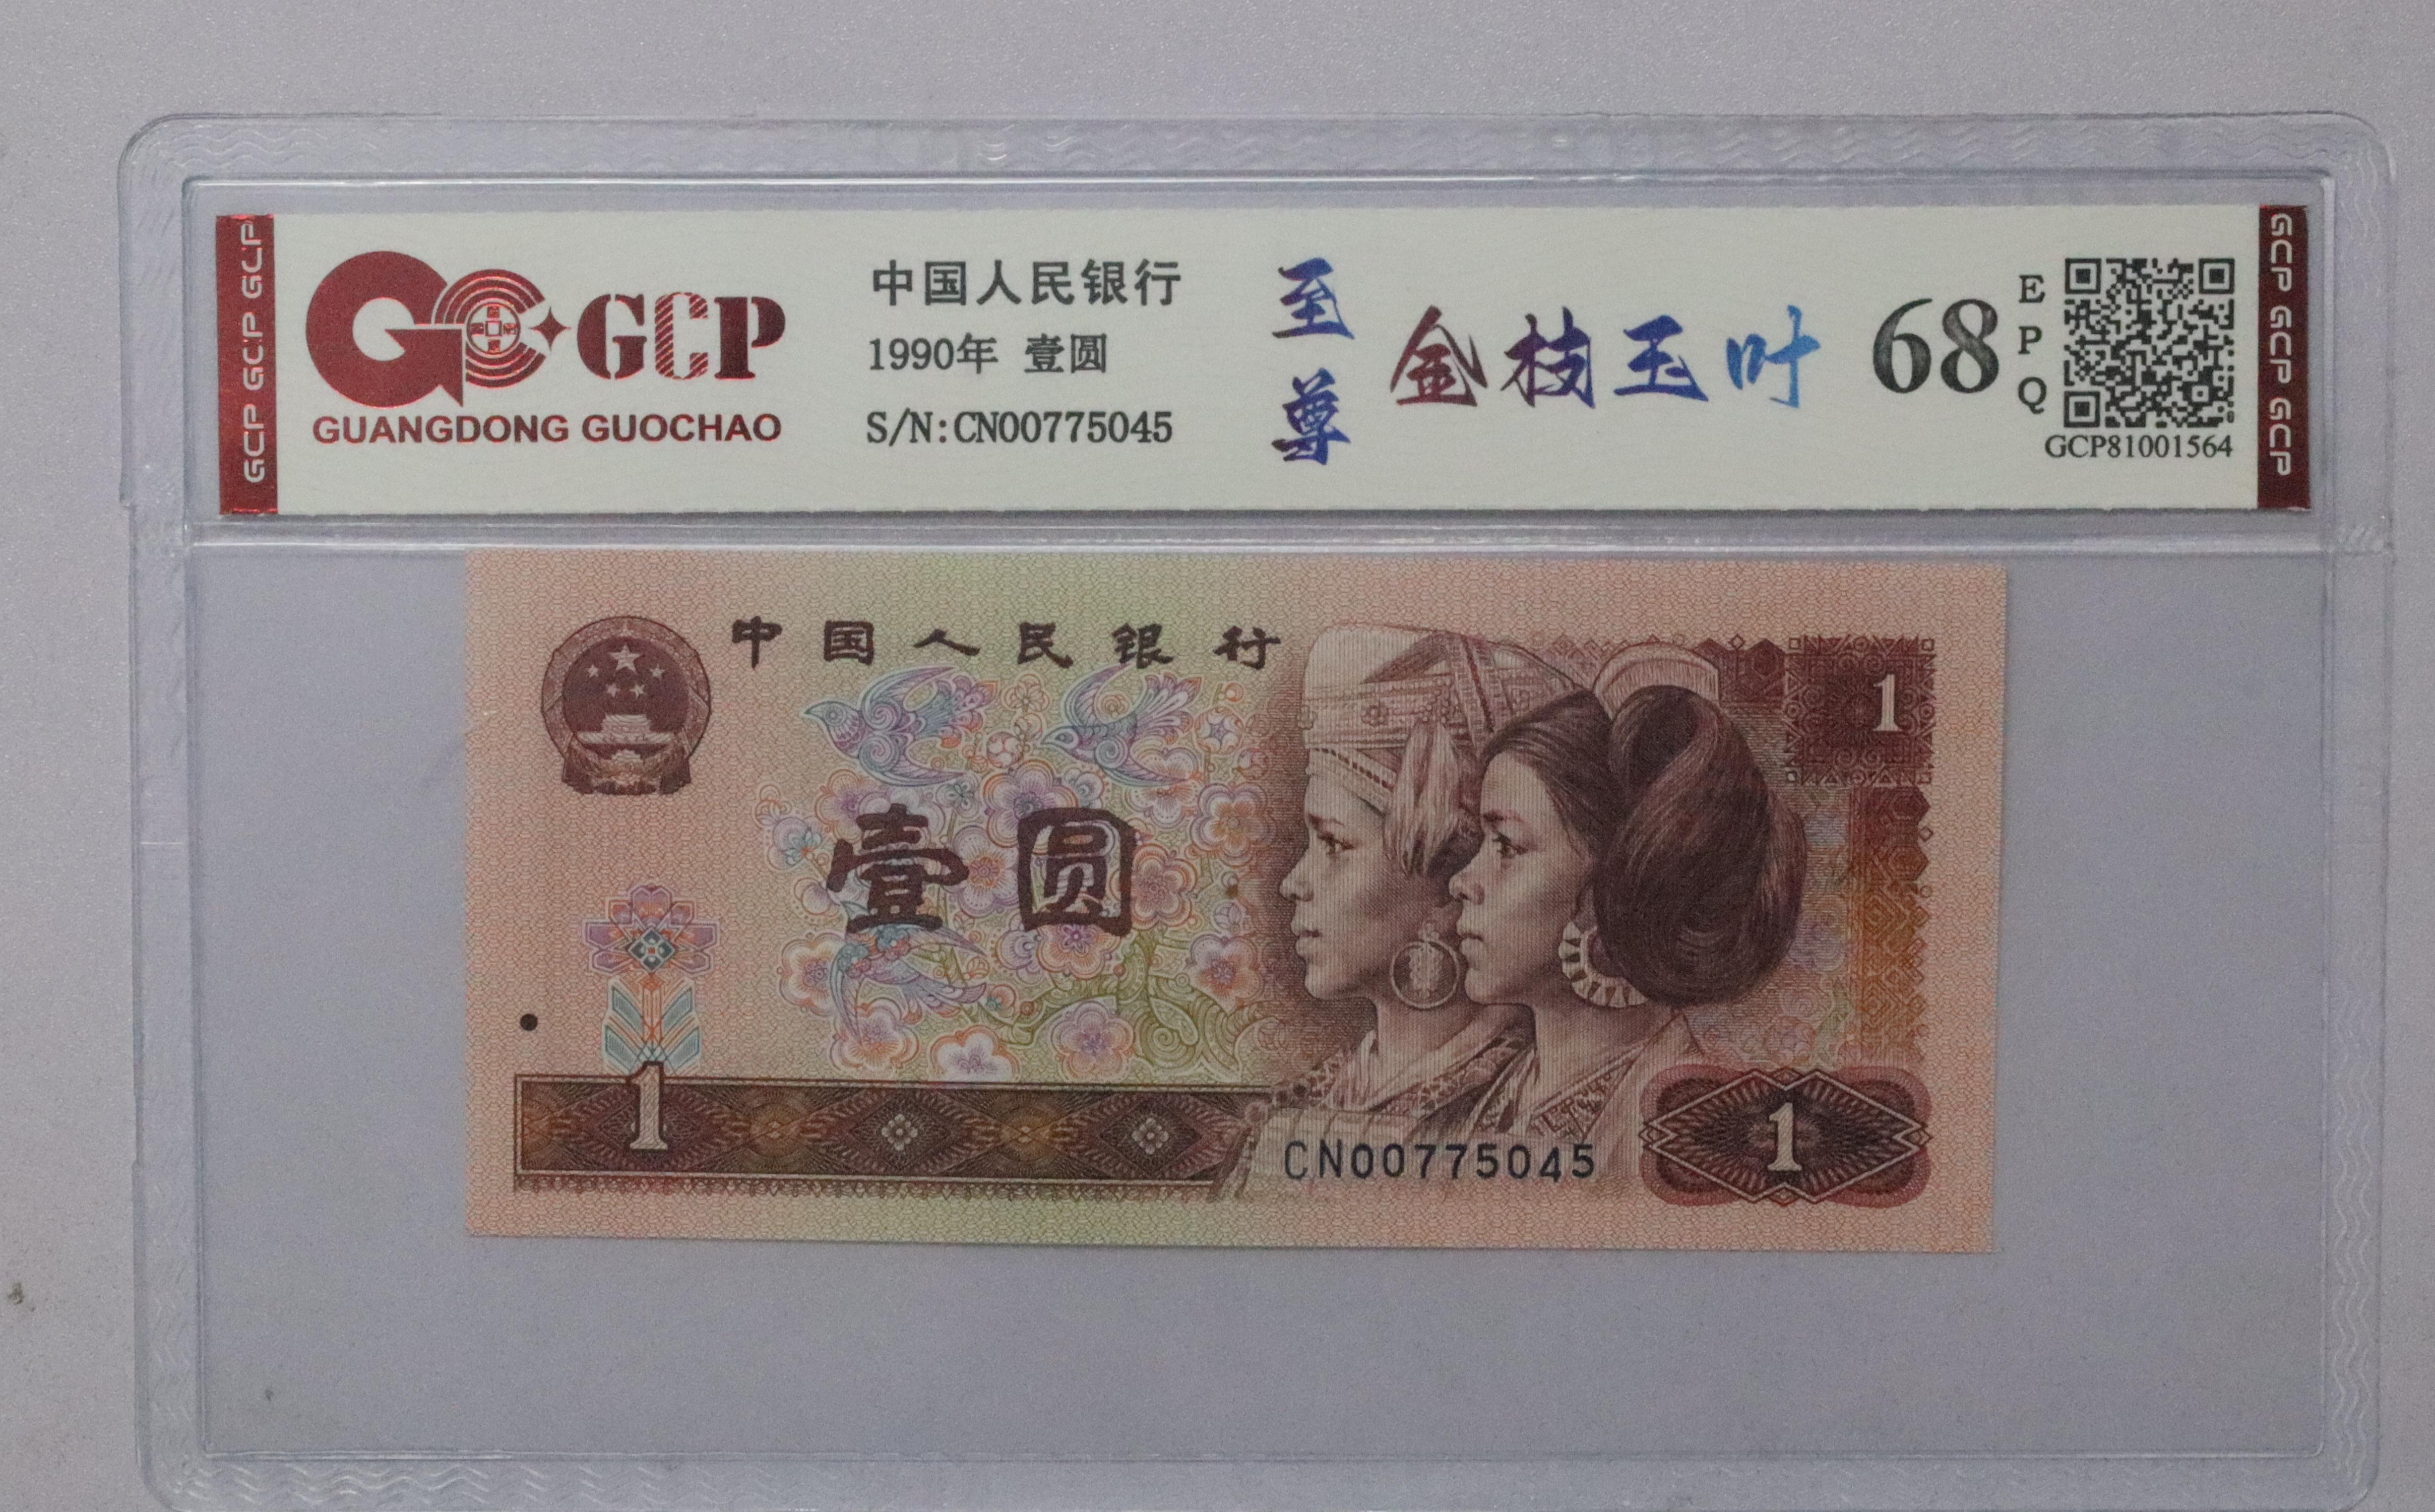 GCP GCP GCP
GCP
GUANGDONG GUOCHAO
中国人民银行
1990年 壹圆
S/N:CN00775045
至尊
金枝玉叶
68
EPQ
GCP81001564
GCP GCP GCP
中国人民银行
1
壹圆
1
CN00775045
1